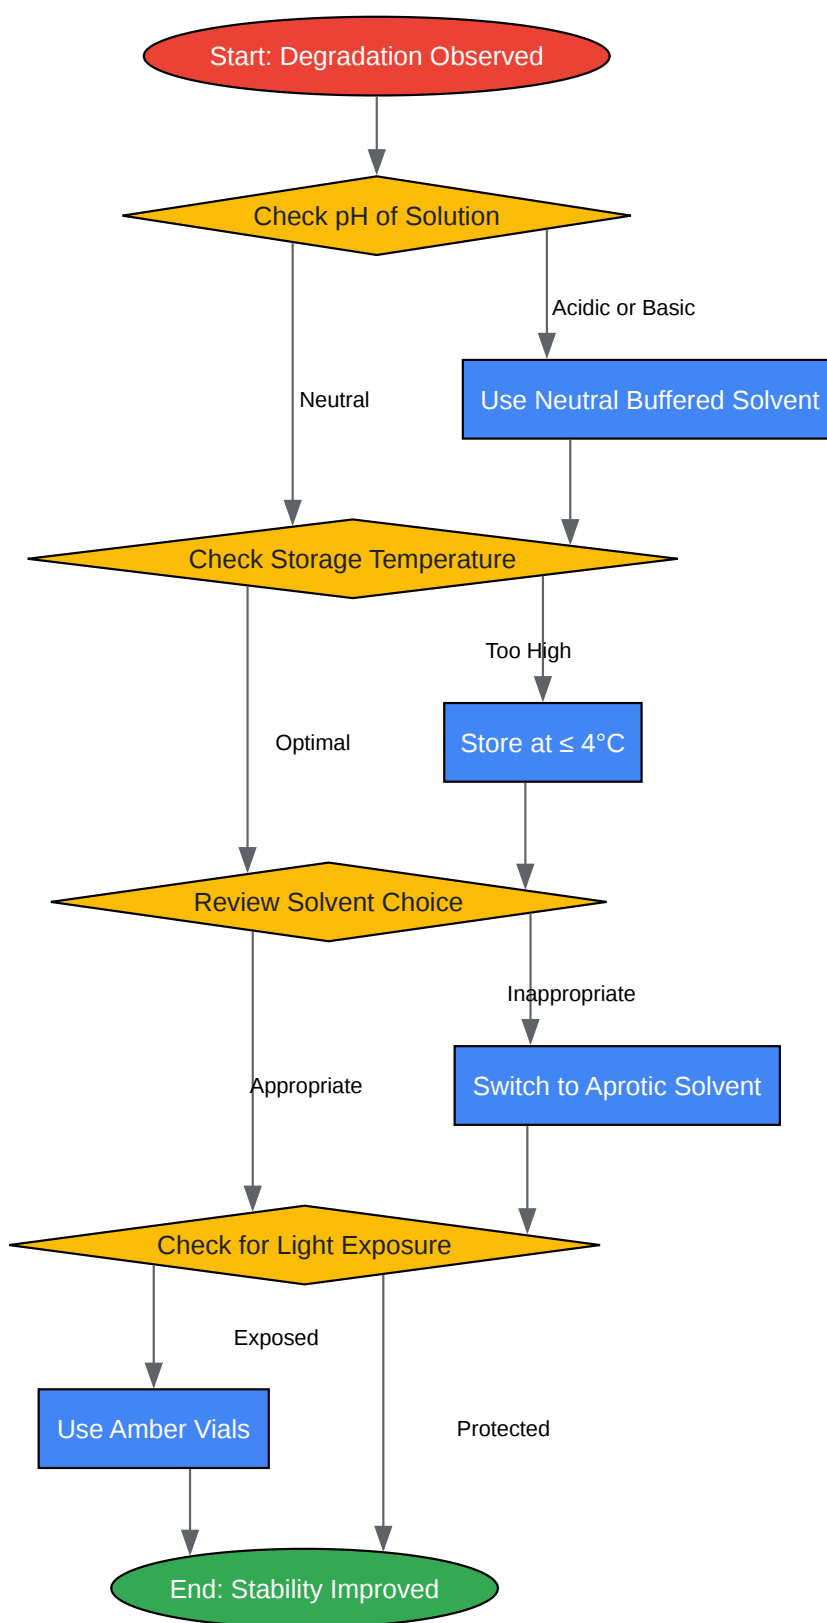 Start: Degradation Observed
Check pH of Solution
Acidic or Basic
Neutral
Use Neutral Buffered Solvent
Check Storage Temperature
Too High
Optimal
Store at ≤ 4°C
Review Solvent Choice
Inappropriate
Appropriate
Switch to Aprotic Solvent
Check for Light Exposure
Exposed
Use Amber Vials
Protected
End: Stability Improved